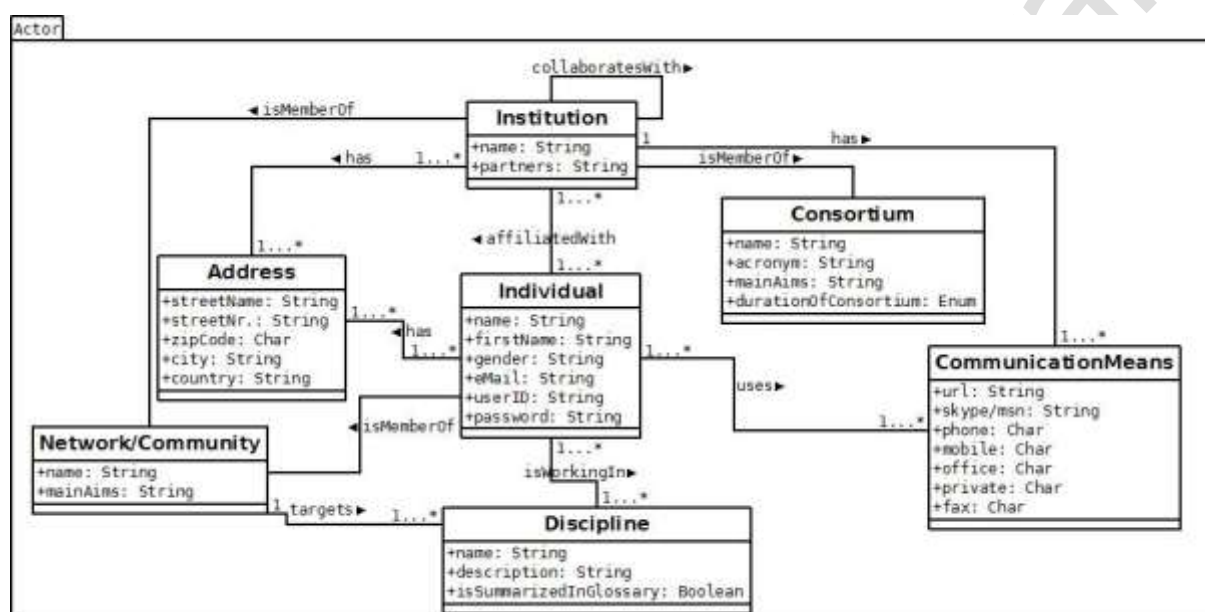 Actor
collaboratesWith▶
◀isMemberOf
Institution
+name: String
+partners: String
1
has▶
isMemberOf▶
◀has
1...*
1...*
1...*
◀affiliatedWith
1...*
Consortium
+name: String
+acronym: String
+mainAims: String
+durationOfConsortium: Enum
Address
+streetName: String
+streetNr.: String
+zipCode: Char
+city: String
+country: String
1...*
◀has
1...*
Individual
+name: String
+firstName: String
+gender: String
+eMail: String
+userID: String
+password: String
1...*
uses▶
1...*
1...*
CommunicationMeans
+url: String
+skype/msn: String
+phone: Char
+mobile: Char
+office: Char
+private: Char
+fax: Char
◀isMemberOf
Network/Community
+name: String
+mainAims: String
1...*
isWorkingIn▶
1...*
1
targets▶
1...*
Discipline
+name: String
+description: String
+isSummarizedInGlossary: Boolean